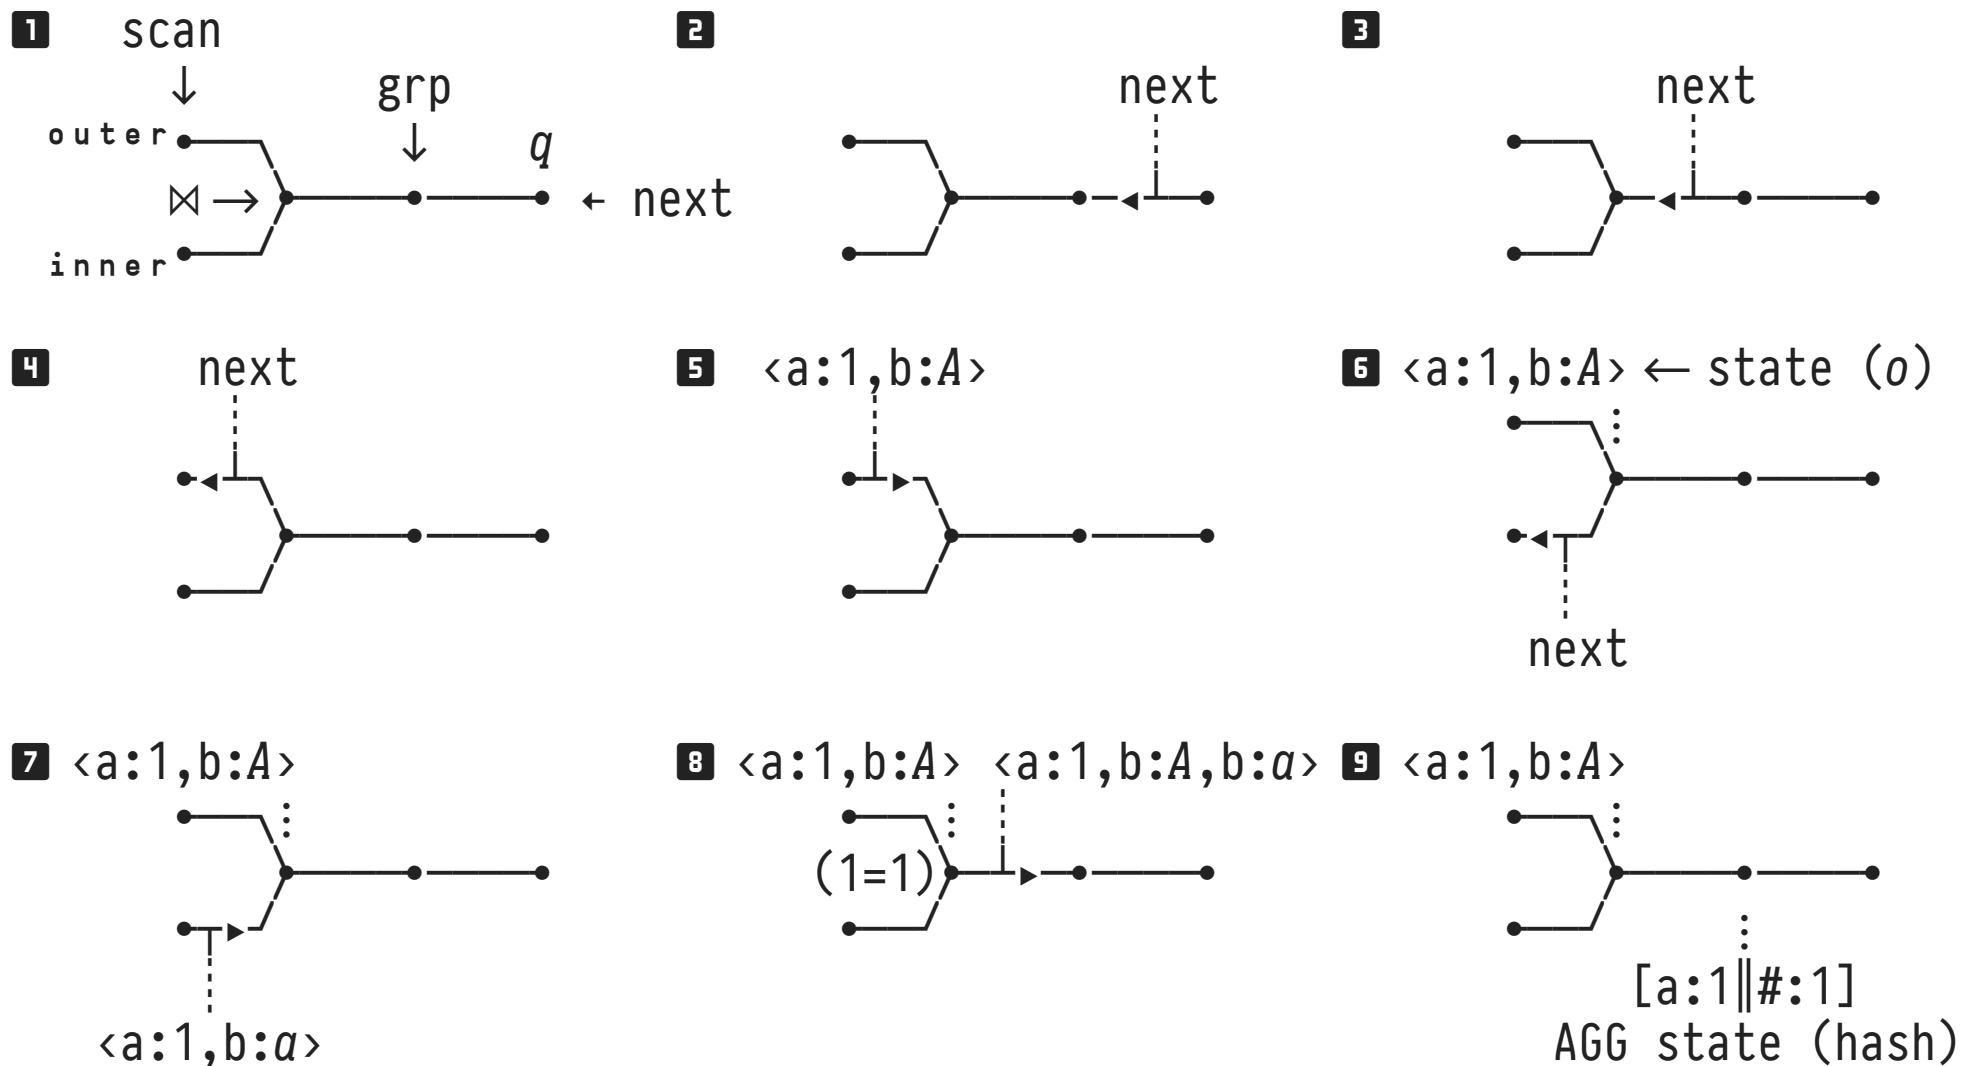 1 scan
grp
outer
q
⋈ → ← next
inner
2
next
3
next
4 next
5 <a:1,b:A>
6 <a:1,b:A> ← state (o)
next
7 <a:1,b:A>
<a:1,b:a>
8 <a:1,b:A> <a:1,b:A,b:a>
(1=1)
9 <a:1,b:A>
[a:1‖#:1]
AGG state (hash)